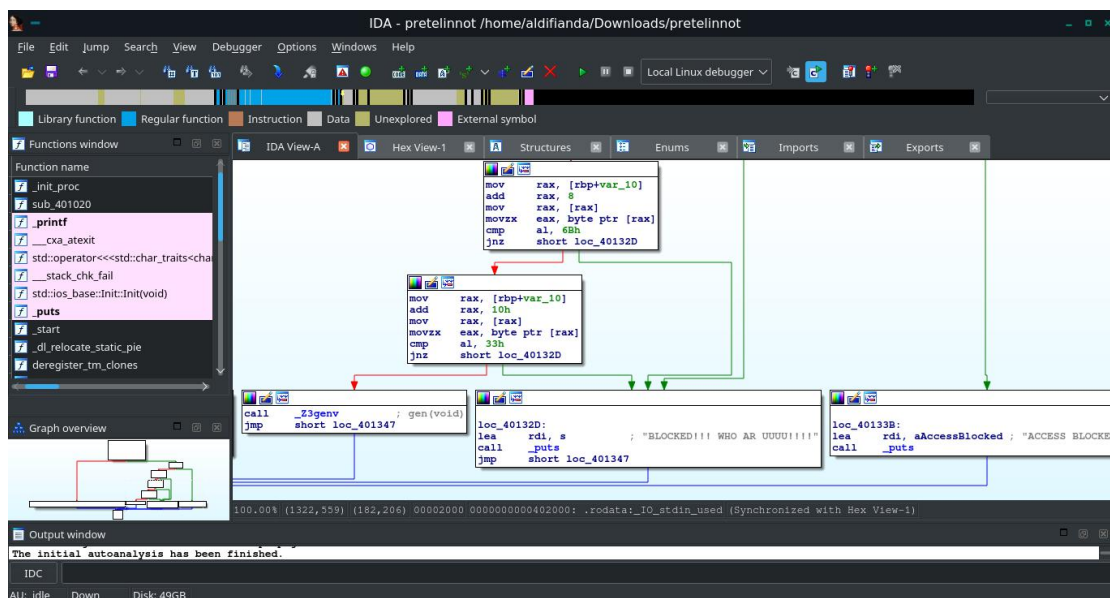 IDA - pretelinnot /home/aldifianda/Downloads/pretelinnot
File Edit Jump Search View Debugger Options Windows Help
Local Linux debugger
Library function Regular function Instruction Data Unexplored External symbol
Functions window
IDA View-A Hex View-1 Structures Enums Imports Exports
Function name
_init_proc
sub_401020
_printf
___cxa_atexit
std::operator<<<std::char_traits<char
___stack_chk_fail
std::ios_base::Init::Init(void)
_puts
_start
_dl_relocate_static_pie
deregister_tm_clones
mov rax, [rbp+var_10]
add rax, 8
mov rax, [rax]
movzx eax, byte ptr [rax]
cmp al, 6Bh
jnz short loc_40132D
mov rax, [rbp+var_10]
add rax, 10h
mov rax, [rax]
movzx eax, byte ptr [rax]
cmp al, 33h
jnz short loc_40132D
call _Z3genv ; gen(void)
jmp short loc_401347
loc_40132D:
lea rdi, s ; "BLOCKED!!! WHO AR UUUU!!!!"
call _puts
jmp short loc_401347
loc_40133B:
lea rdi, aAccessBlocked ; "ACCESS BLOCKE
call _puts
Graph overview
100.00% (1322,559) (182,206) 00002000 0000000000402000: .rodata:_IO_stdin_used (Synchronized with Hex View-1)
Output window
The initial autoanalysis has been finished.
IDC
AU: idle Down Disk: 49GB